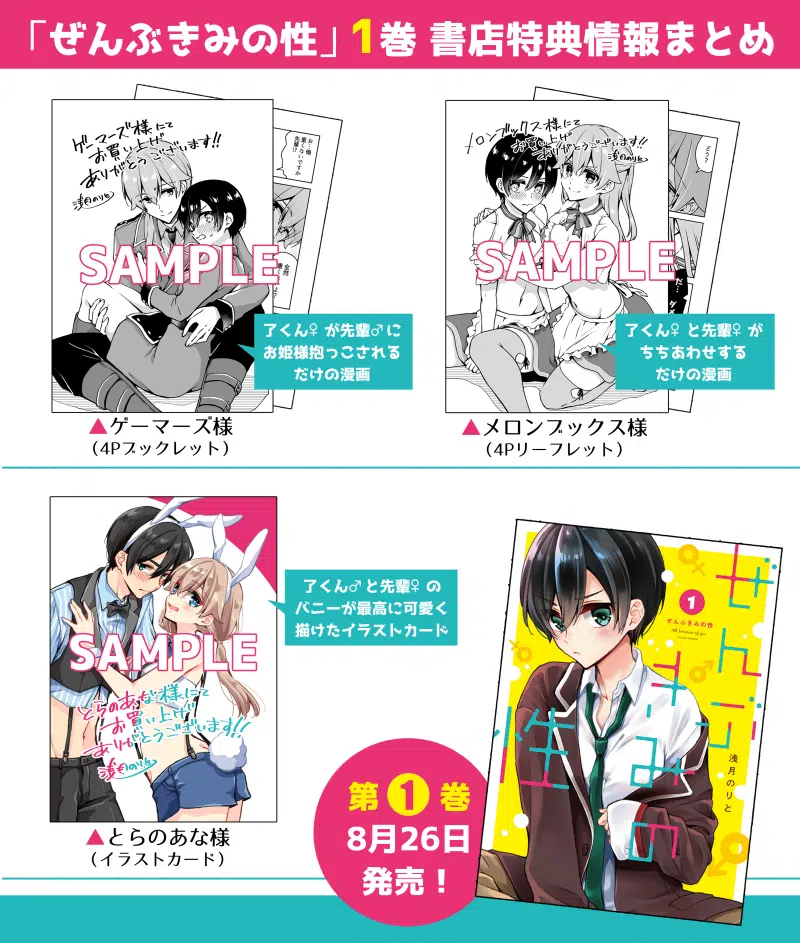 「ぜんぶきみの性」1巻 書店特典情報まとめ
ゲーマーズ様にて
お買い上げ
ありがとうございます!!
浅月のりと
お…俺
重くないですか
先輩!?
SAMPLE
了くん♀ が先輩♂ に
お姫様抱っこされる
だけの漫画
▲ゲーマーズ様
(4Pブックレット)
メロンブックス様にて
お買い上げ
ありがとうございます!!
浅月のりと
どう?
SAMPLE
了くん♀ と先輩♀ が
ちちあわせする
だけの漫画
▲メロンブックス様
(4Pリーフレット)
SAMPLE
とらのあな様にて
お買い上げ
ありがとうございます!!
浅月のりと
了くん♂ と先輩♀ の
バニーが最高に可愛く
描けたイラストカード
▲とらのあな様
(イラストカード)
第1巻
8月26日
発売!
ぜんぶ
きみの
性
1
ぜんぶきみの性
浅月のりと